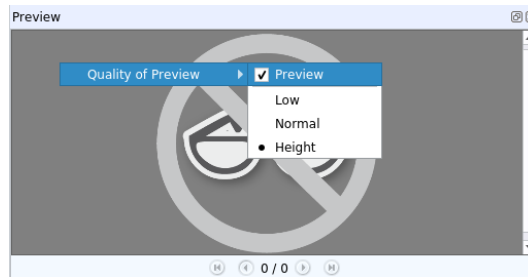 Preview
Quality of Preview
Preview
Low
Normal
Height
0 / 0